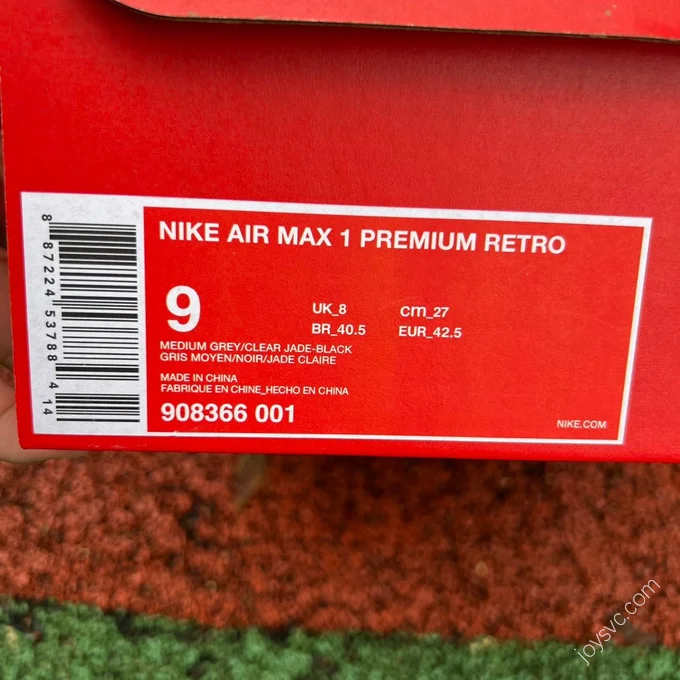 NIKE AIR MAX 1 PREMIUM RETRO
9
UK_8 cm_27
BR_40.5 EUR_42.5
MEDIUM GREY/CLEAR JADE-BLACK
GRIS MOYEN/NOIR/JADE CLAIRE
MADE IN CHINA
FABRIQUE EN CHINE_HECHO EN CHINA
908366 001
NIKE.COM
8 87224 53788 4 14
joysvc.com